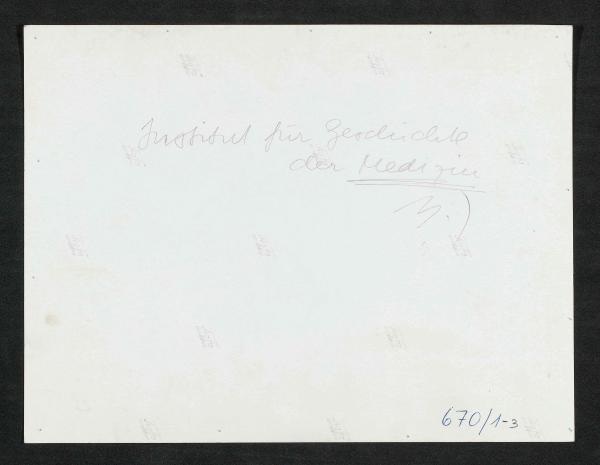 Institut für Geschichte
der Medizin
670/1-3